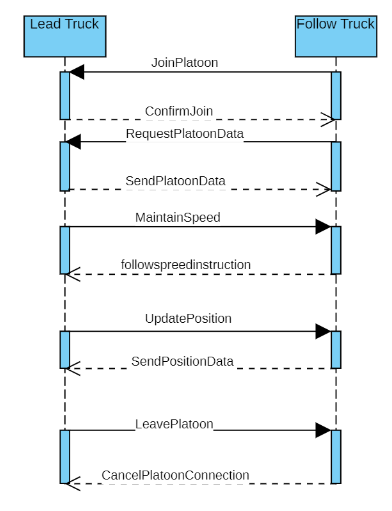 Lead Truck
Follow Truck
JoinPlatoon
ConfirmJoin
RequestPlatoonData
SendPlatoonData
MaintainSpeed
followspreedinstruction
UpdatePosition
SendPositionData
LeavePlatoon
CancelPlatoonConnection